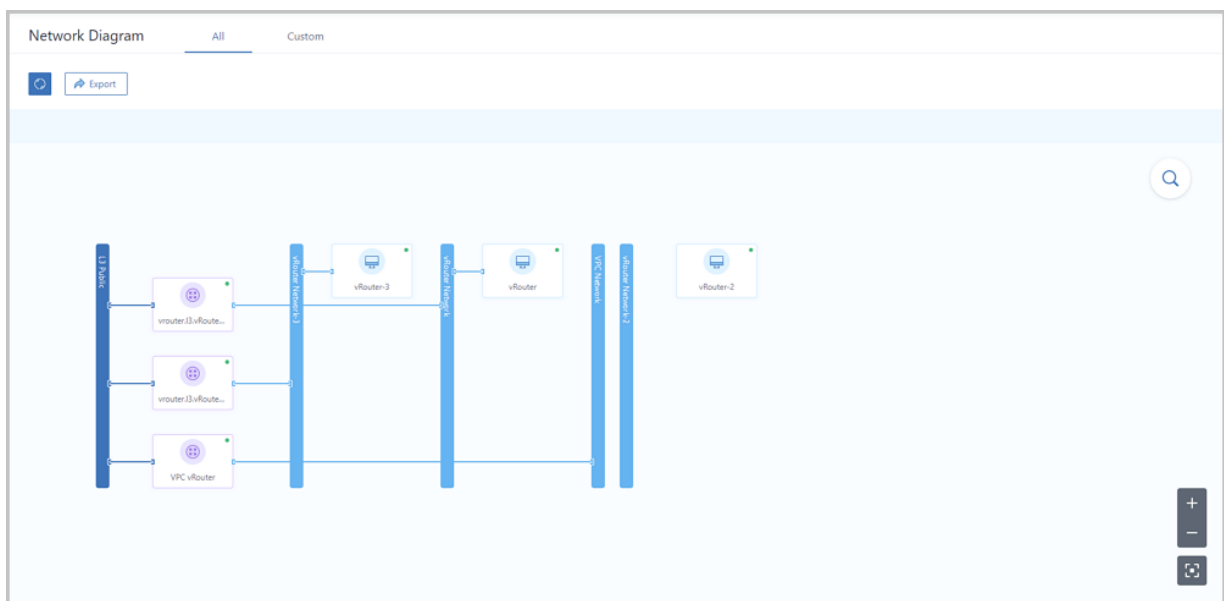 Network Diagram
All
Custom
Export
L3 Public
vRouter Network-3
vRouter Network
VPC Network
vRouter Network-2
vRouter-3
vRouter
vRouter-2
vrouter.l3.vRoute...
vrouter.l3.vRoute...
VPC vRouter